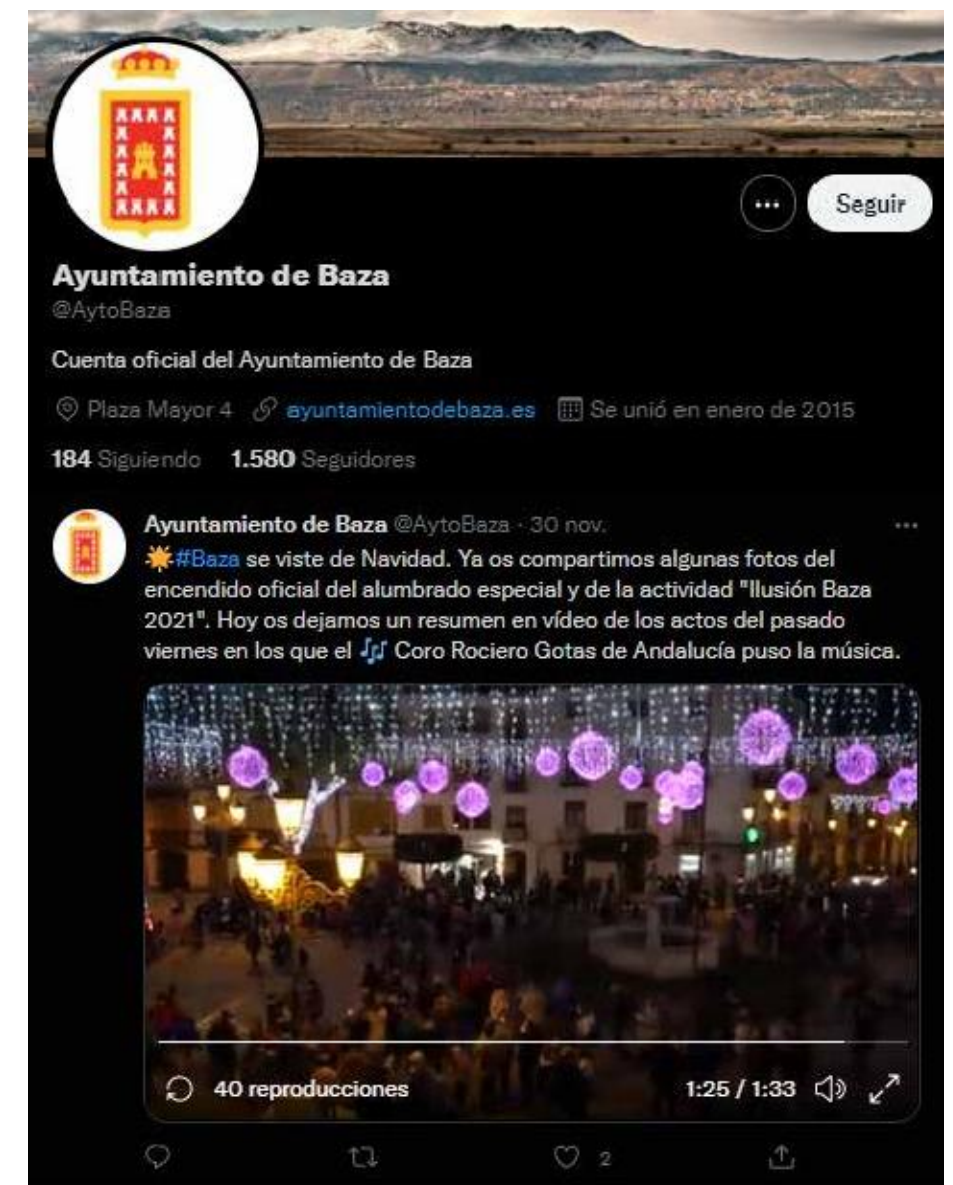 Seguir
Ayuntamiento de Baza
@AytoBaza
Cuenta oficial del Ayuntamiento de Baza
Plaza Mayor 4 ayuntamientodebaza.es Se unió en enero de 2015
184 Siguiendo 1.580 Seguidores
Ayuntamiento de Baza @AytoBaza · 30 nov.
#Baza se viste de Navidad. Ya os compartimos algunas fotos del
encendido oficial del alumbrado especial y de la actividad "Ilusión Baza
2021". Hoy os dejamos un resumen en vídeo de los actos del pasado
viernes en los que el 🎶 Coro Rociero Gotas de Andalucía puso la música.
40 reproducciones 1:25 / 1:33
2